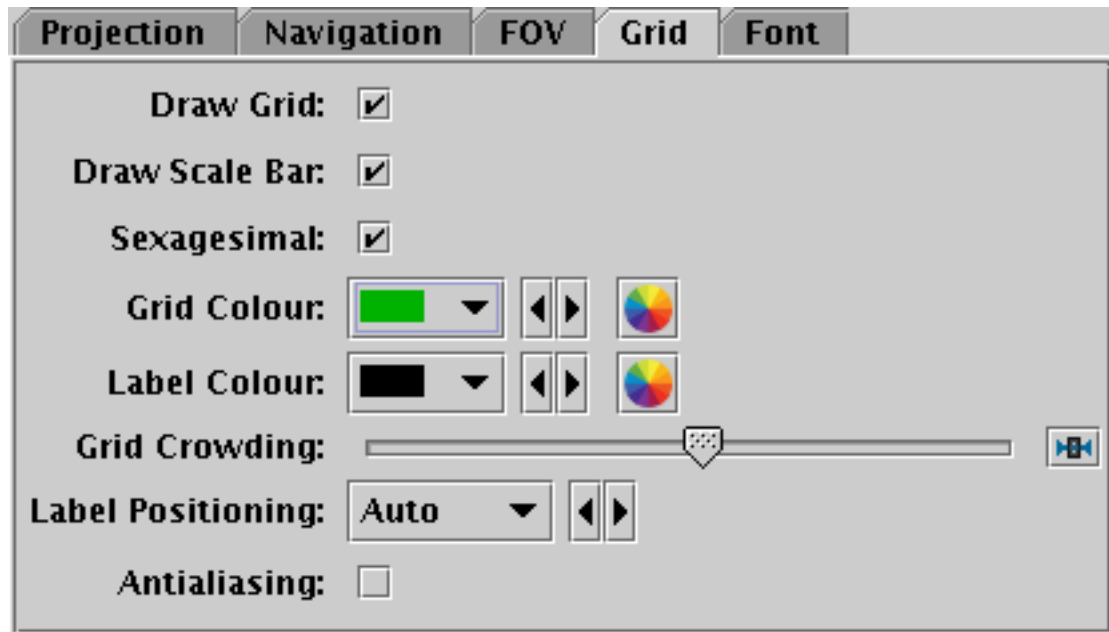 Projection Navigation FOV Grid Font
Draw Grid:
Draw Scale Bar:
Sexagesimal:
Grid Colour:
Label Colour:
Grid Crowding:
Label Positioning: Auto
Antialiasing: